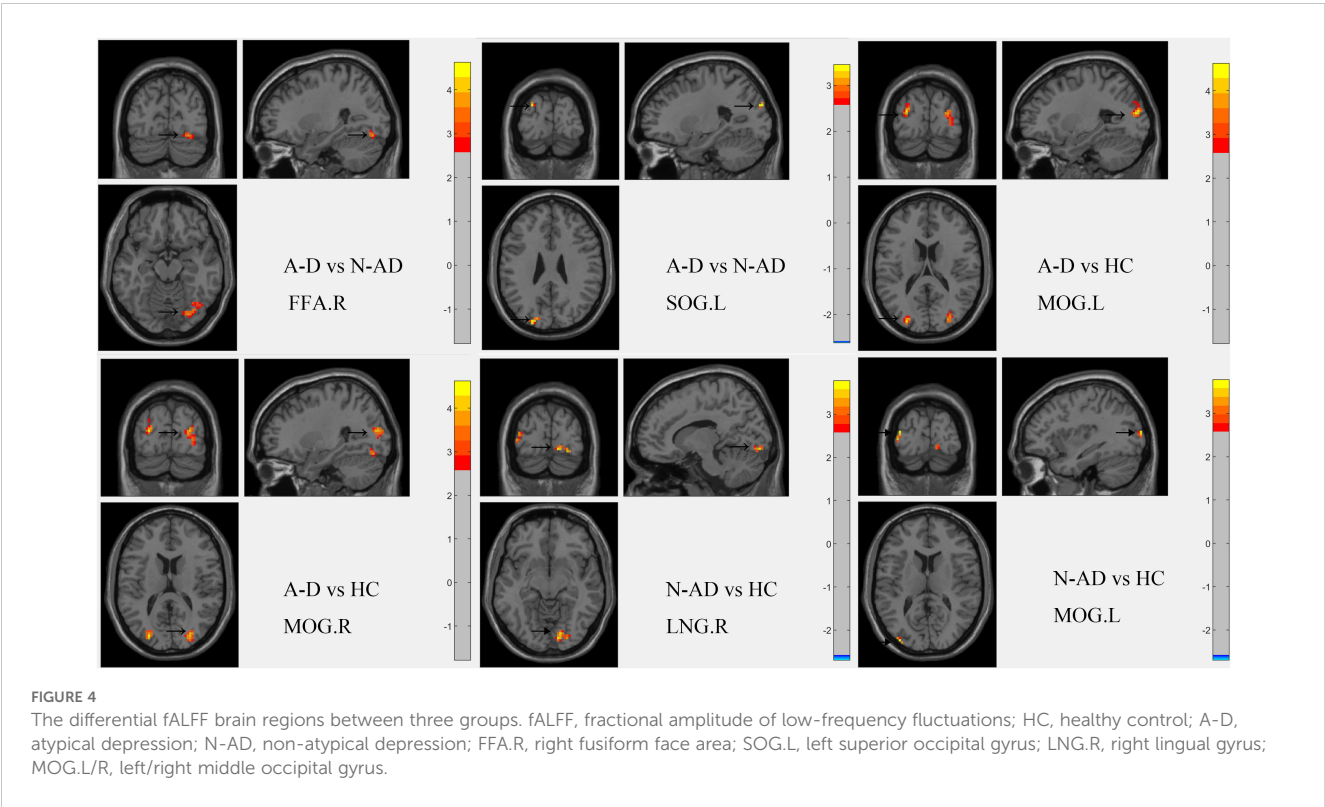 4
3
2
1
0
-1
A-D vs N-AD
FFA.R
3
2
1
0
-1
-2
A-D vs N-AD
SOG.L
4
3
2
1
0
-1
A-D vs HC
MOG.L
4
3
2
1
0
-1
A-D vs HC
MOG.R
3
2
1
0
-1
-2
N-AD vs HC
LNG.R
3
2
1
0
-1
-2
N-AD vs HC
MOG.L
FIGURE 4
The differential fALFF brain regions between three groups. fALFF, fractional amplitude of low-frequency fluctuations; HC, healthy control; A-D,
atypical depression; N-AD, non-atypical depression; FFA.R, right fusiform face area; SOG.L, left superior occipital gyrus; LNG.R, right lingual gyrus;
MOG.L/R, left/right middle occipital gyrus.